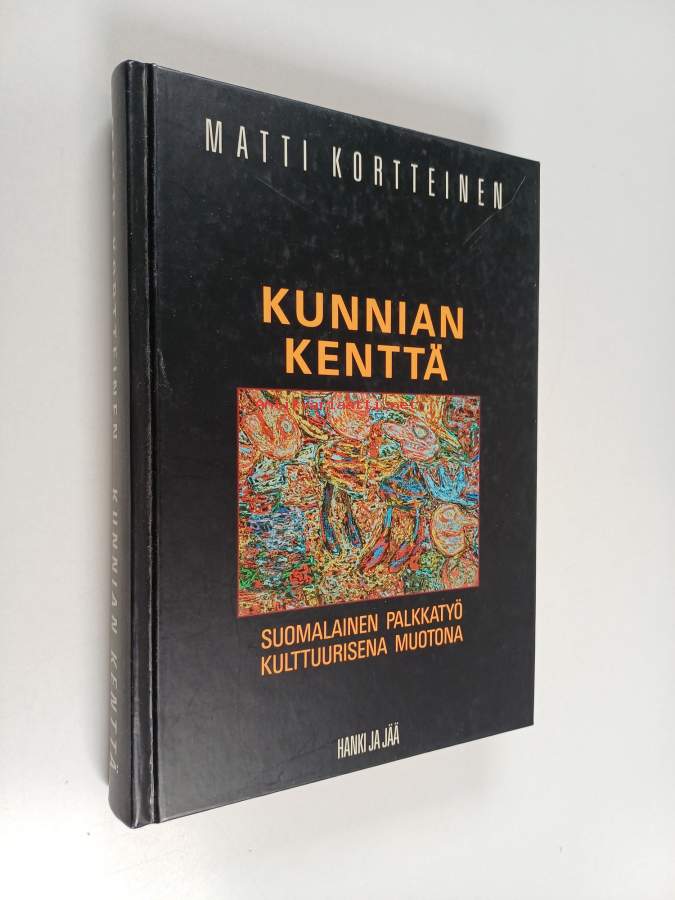 MATTI KORTTEINEN
KUNNIAN
KENTTÄ
SUOMALAINEN PALKKATYÖ
KULTTUURISENA MUOTONA
HANKI JA JÄÄ
MATTI KORTTEINEN KUNNIAN KENTTÄ